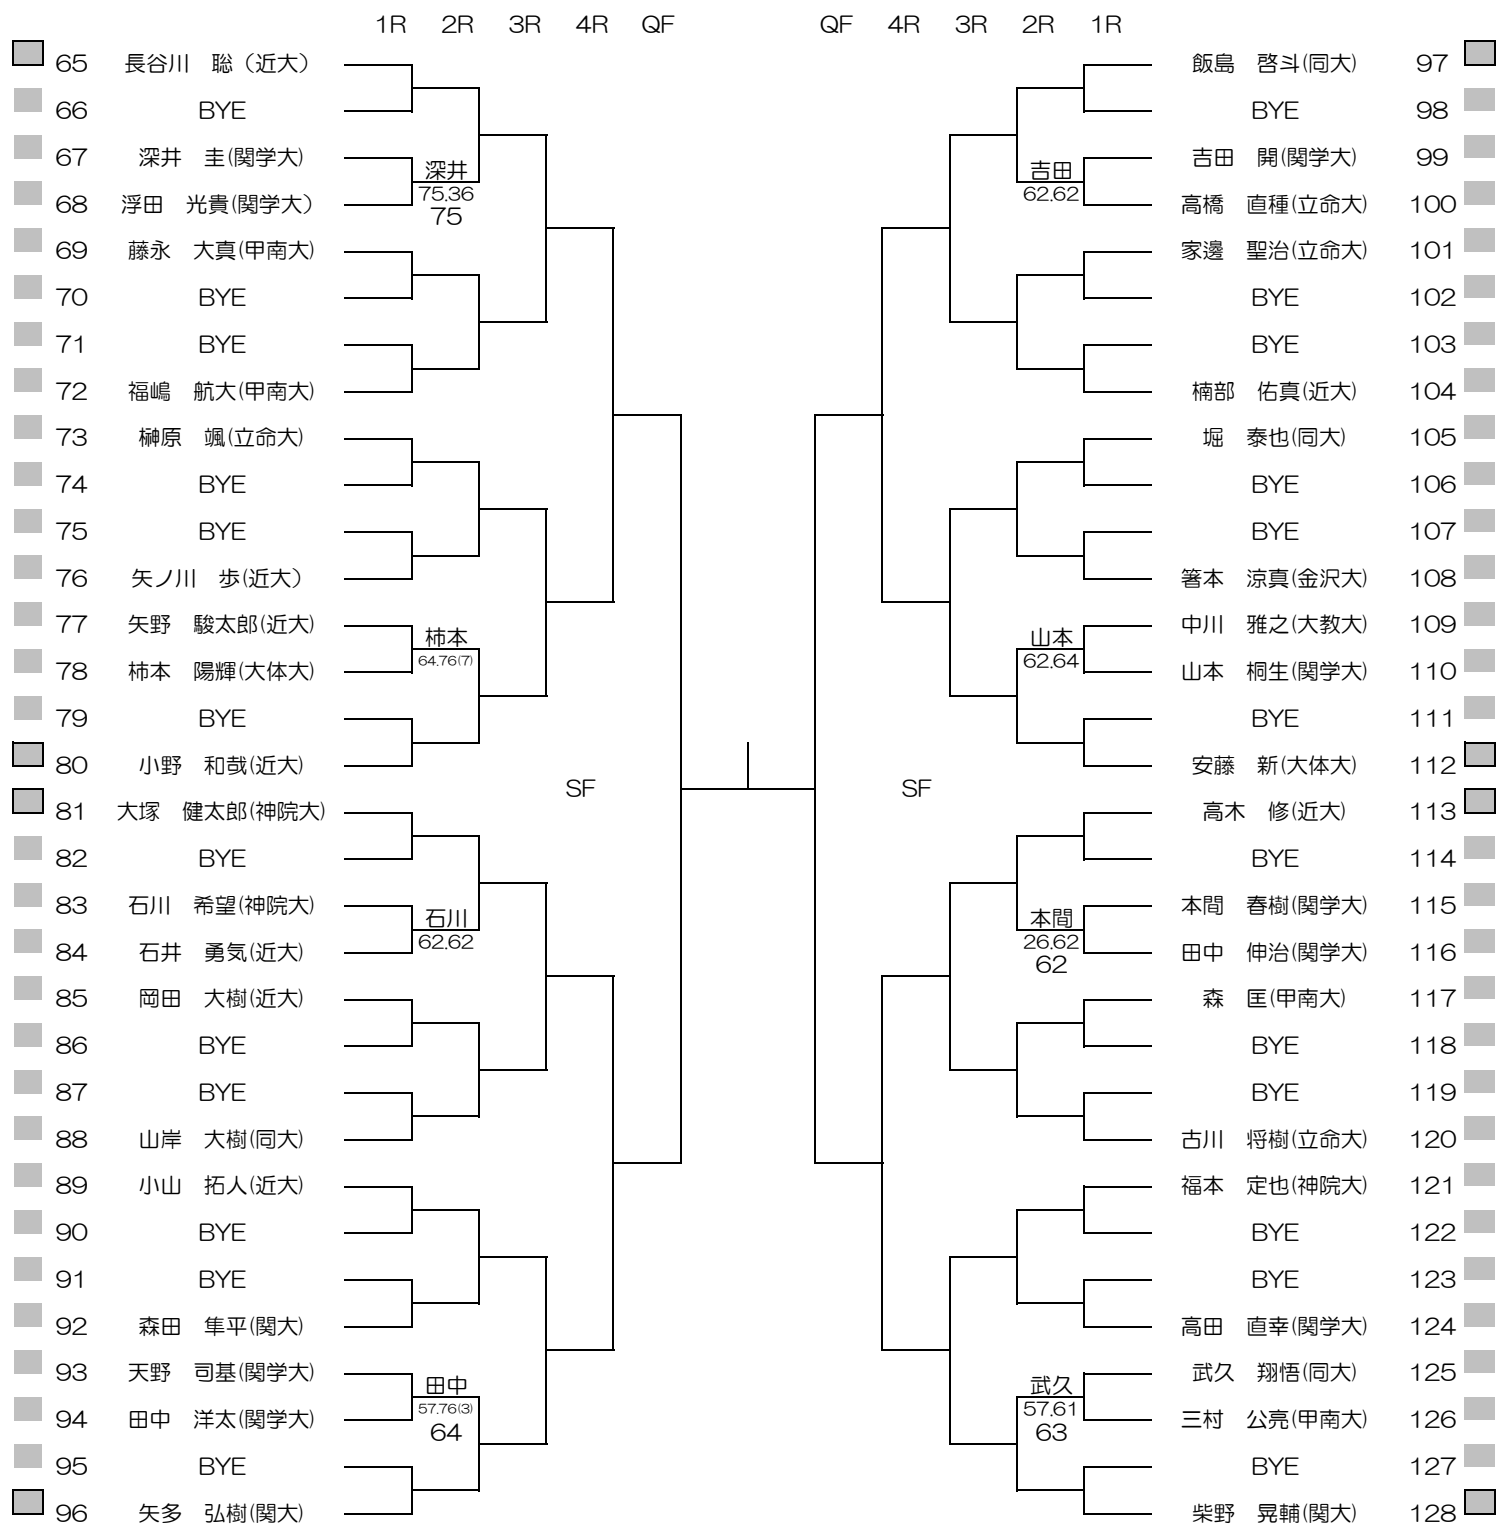 1R 2R 3R 4R QF QF 4R 3R 2R 1R
65 長谷川 聡（近大） 飯島 啓斗(同大) 97
66 BYE BYE 98
67 深井 圭(関学大) 深井 吉田 吉田 開(関学大) 99
75.36 62.62
68 浮田 光貴(関学大） 75 高橋 直種(立命大) 100
69 藤永 大真(甲南大) 家邊 聖治(立命大) 101
70 BYE BYE 102
71 BYE BYE 103
72 福嶋 航大(甲南大) 楠部 佑真(近大) 104
73 榊原 颯(立命大) 堀 泰也(同大) 105
74 BYE BYE 106
75 BYE BYE 107
76 矢ノ川 歩(近大） 箸本 涼真(金沢大) 108
77 矢野 駿太郎(近大) 柿本 山本 中川 雅之(大教大) 109
64.76(7) 62.64
78 柿本 陽輝(大体大) 山本 桐生(関学大) 110
79 BYE BYE 111
80 小野 和哉(近大) 安藤 新(大体大) 112
SF SF
81 大塚 健太郎(神院大) 高木 修(近大) 113
82 BYE BYE 114
83 石川 希望(神院大) 石川 本間 本間 春樹(関学大) 115
62.62 26.62
84 石井 勇気(近大) 62 田中 伸治(関学大) 116
85 岡田 大樹(近大) 森 匡(甲南大) 117
86 BYE BYE 118
87 BYE BYE 119
88 山岸 大樹(同大) 古川 将樹(立命大) 120
89 小山 拓人(近大) 福本 定也(神院大) 121
90 BYE BYE 122
91 BYE BYE 123
92 森田 隼平(関大) 高田 直幸(関学大) 124
93 天野 司基(関学大) 田中 武久 武久 翔悟(同大) 125
57.76(3) 57.61
94 田中 洋太(関学大) 64 63 三村 公亮(甲南大) 126
95 BYE BYE 127
96 矢多 弘樹(関大) 柴野 晃輔(関大) 128